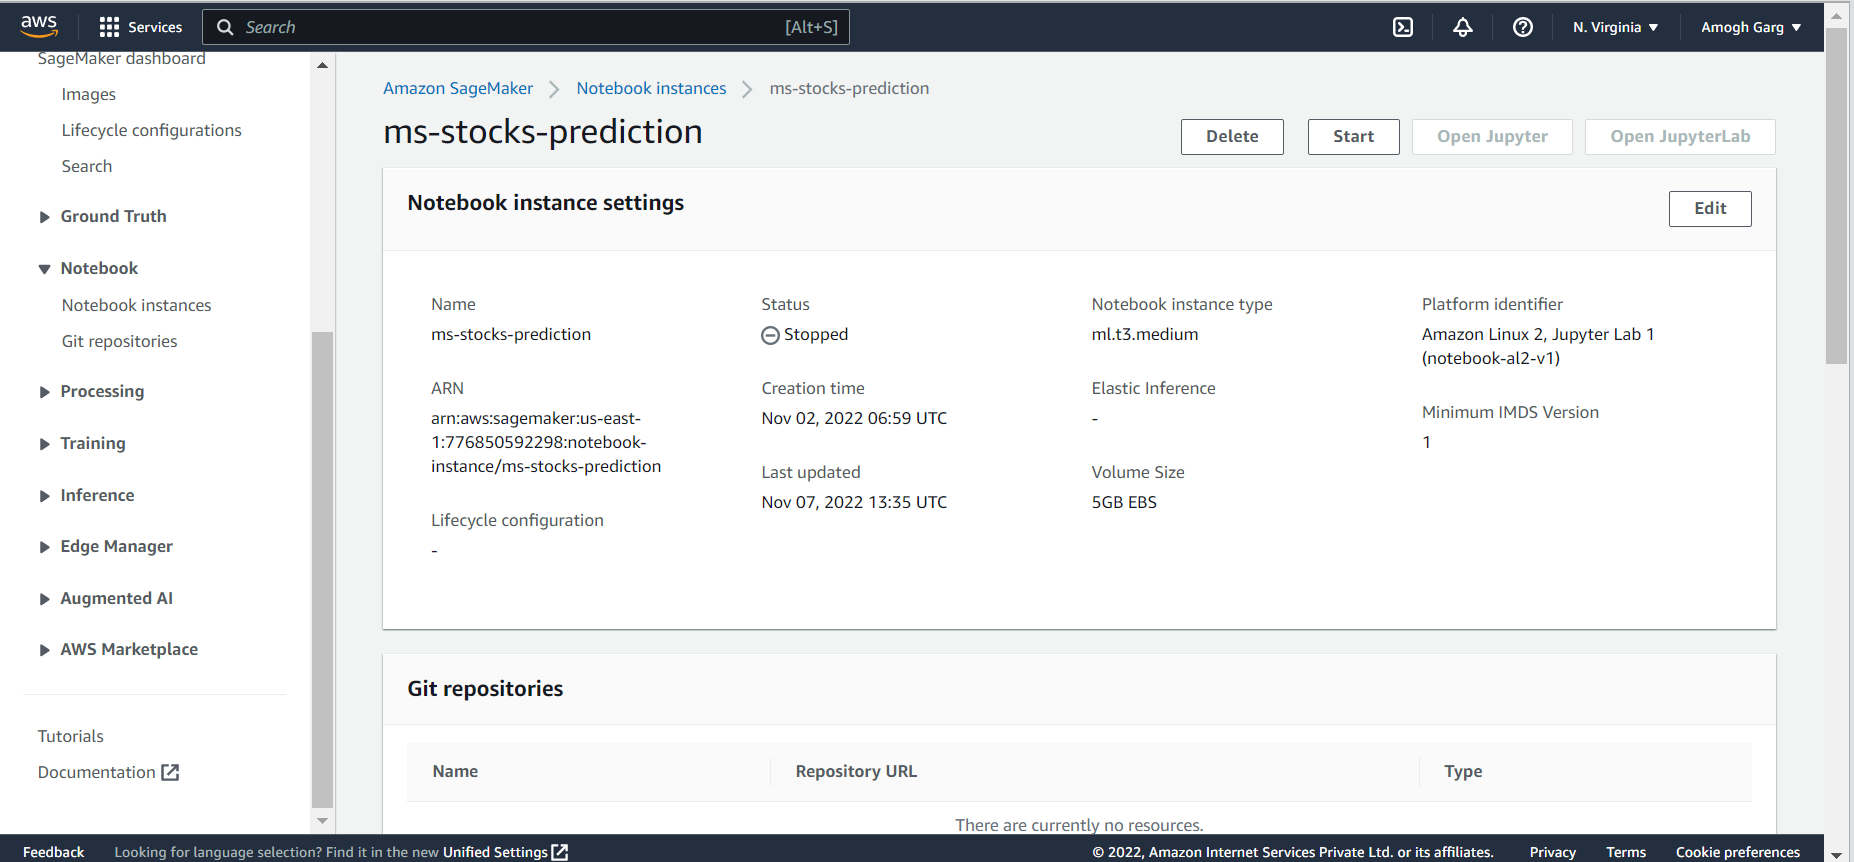 aws
Services
Search
[Alt+S]
N. Virginia
Amogh Garg
SageMaker dashboard
Images
Lifecycle configurations
Search
Ground Truth
Notebook
Notebook instances
Git repositories
Processing
Training
Inference
Edge Manager
Augmented AI
AWS Marketplace
Tutorials
Documentation
Amazon SageMaker
Notebook instances
ms-stocks-prediction
ms-stocks-prediction
Delete
Start
Open Jupyter
Open JupyterLab
Notebook instance settings
Edit
Name
ms-stocks-prediction
ARN
arn:aws:sagemaker:us-east-
1:776850592298:notebook-
instance/ms-stocks-prediction
Lifecycle configuration
-
Status
Stopped
Creation time
Nov 02, 2022 06:59 UTC
Last updated
Nov 07, 2022 13:35 UTC
Notebook instance type
ml.t3.medium
Elastic Inference
-
Volume Size
5GB EBS
Platform identifier
Amazon Linux 2, Jupyter Lab 1
(notebook-al2-v1)
Minimum IMDS Version
1
Git repositories
Name
Repository URL
Type
There are currently no resources.
Feedback
Looking for language selection? Find it in the new Unified Settings
© 2022, Amazon Internet Services Private Ltd. or its affiliates.
Privacy
Terms
Cookie preferences